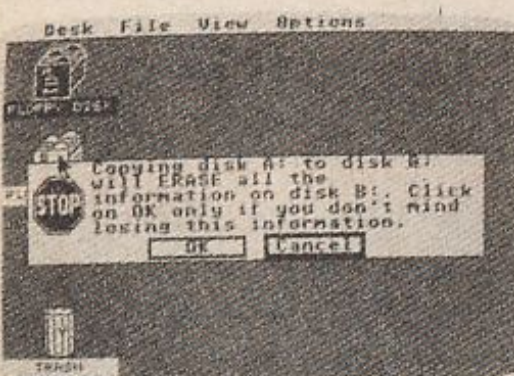 Desk File View Options
FLOPPY DISK
Copying disk A: to disk B:
will ERASE all the
information on disk B:. Click
on OK only if you don't mind
losing this information.
STOP
OK Cancel
TRASH